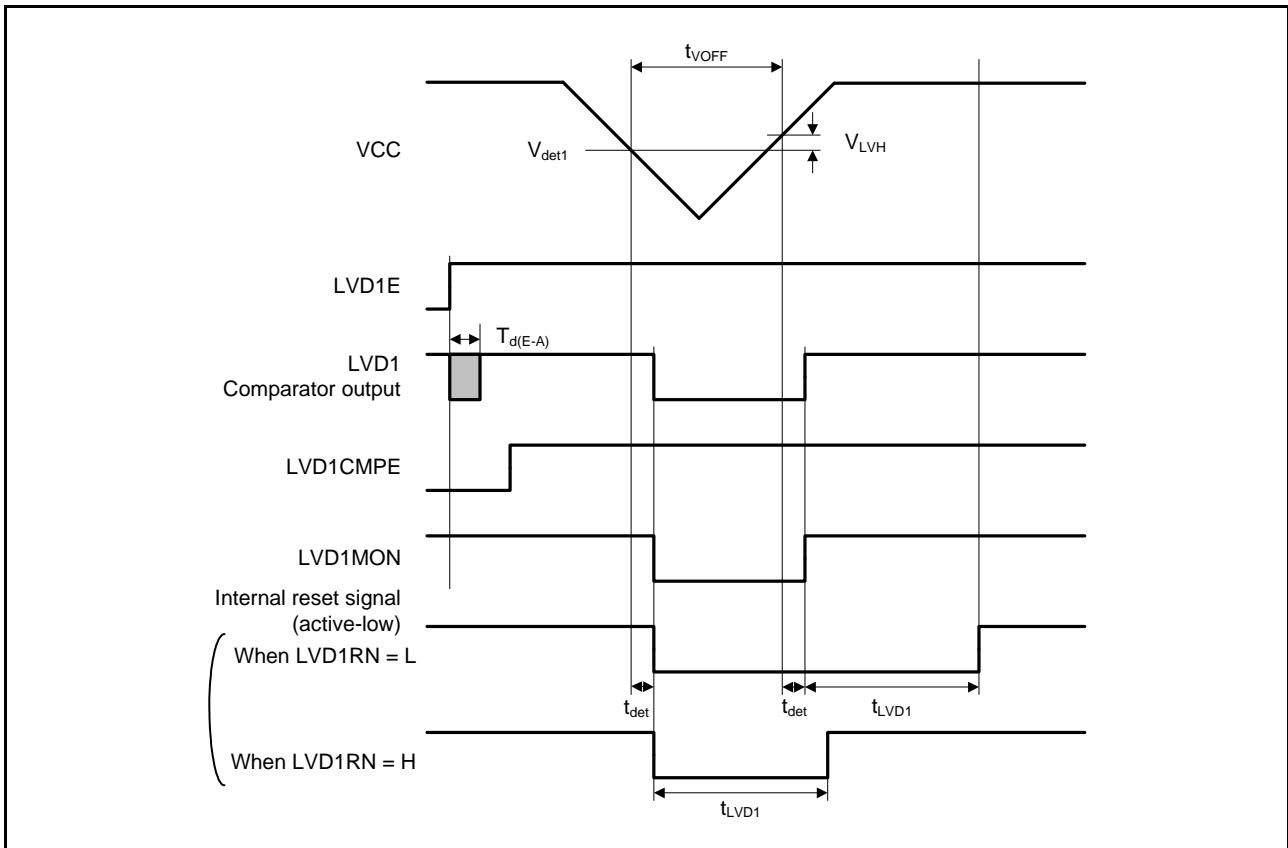 tVOFF
VCC
Vdet1
VLVH
LVD1E
Td(E-A)
LVD1
Comparator output
LVD1CMPE
LVD1MON
Internal reset signal
(active-low)
When LVD1RN = L
tdet
tdet
tLVD1
When LVD1RN = H
tLVD1